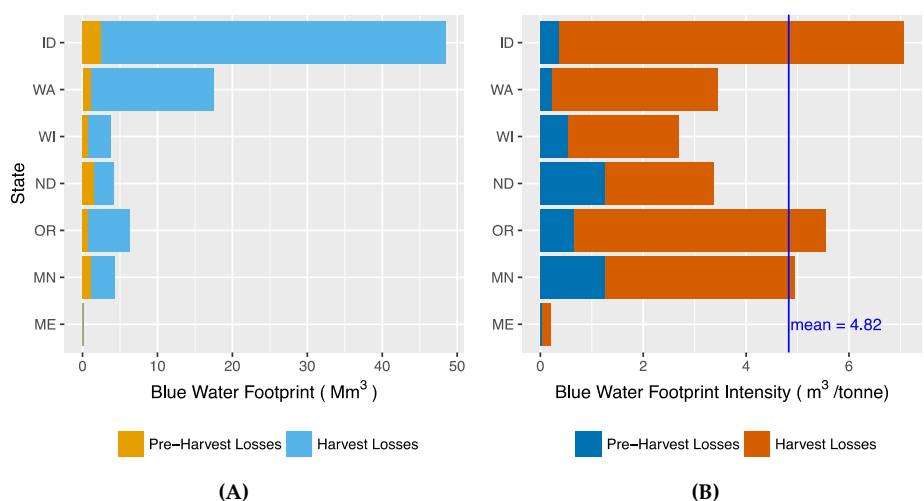 ID
WA
WI
ND
OR
MN
ME
State
0 10 20 30 40 50
Blue Water Footprint ( Mm³ )
Pre−Harvest Losses Harvest Losses
(A)
ID
WA
WI
ND
OR
MN
ME
mean = 4.82
0 2 4 6
Blue Water Footprint Intensity ( m³ /tonne)
Pre−Harvest Losses Harvest Losses
(B)